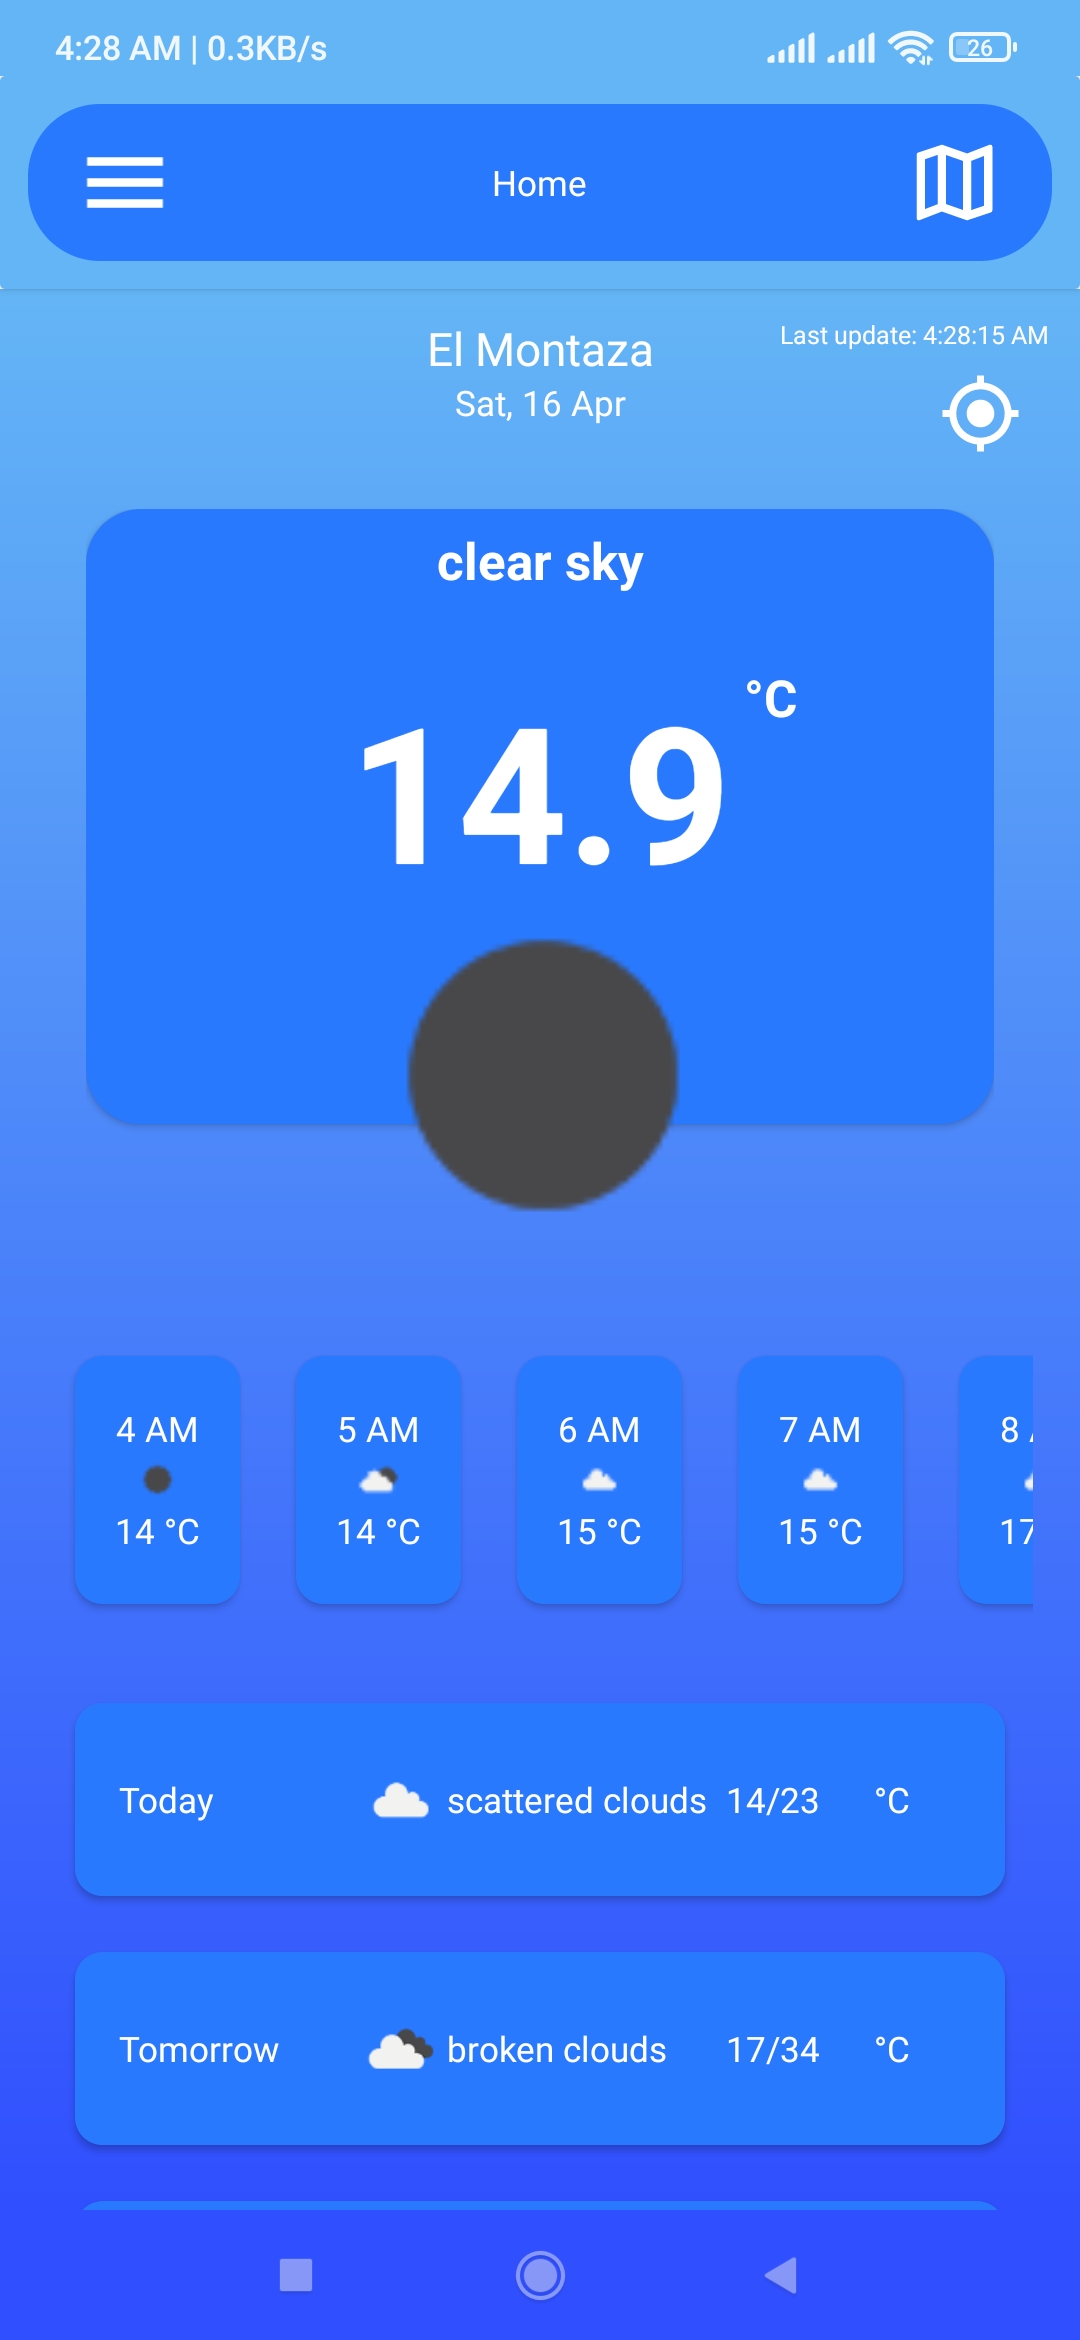 4:28 AM | 0.3KB/s 26
Home
Last update: 4:28:15 AM
El Montaza
Sat, 16 Apr
clear sky
14.9 °C
4 AM 5 AM 6 AM 7 AM 8
14 °C 14 °C 15 °C 15 °C 17
Today scattered clouds 14/23 °C
Tomorrow broken clouds 17/34 °C